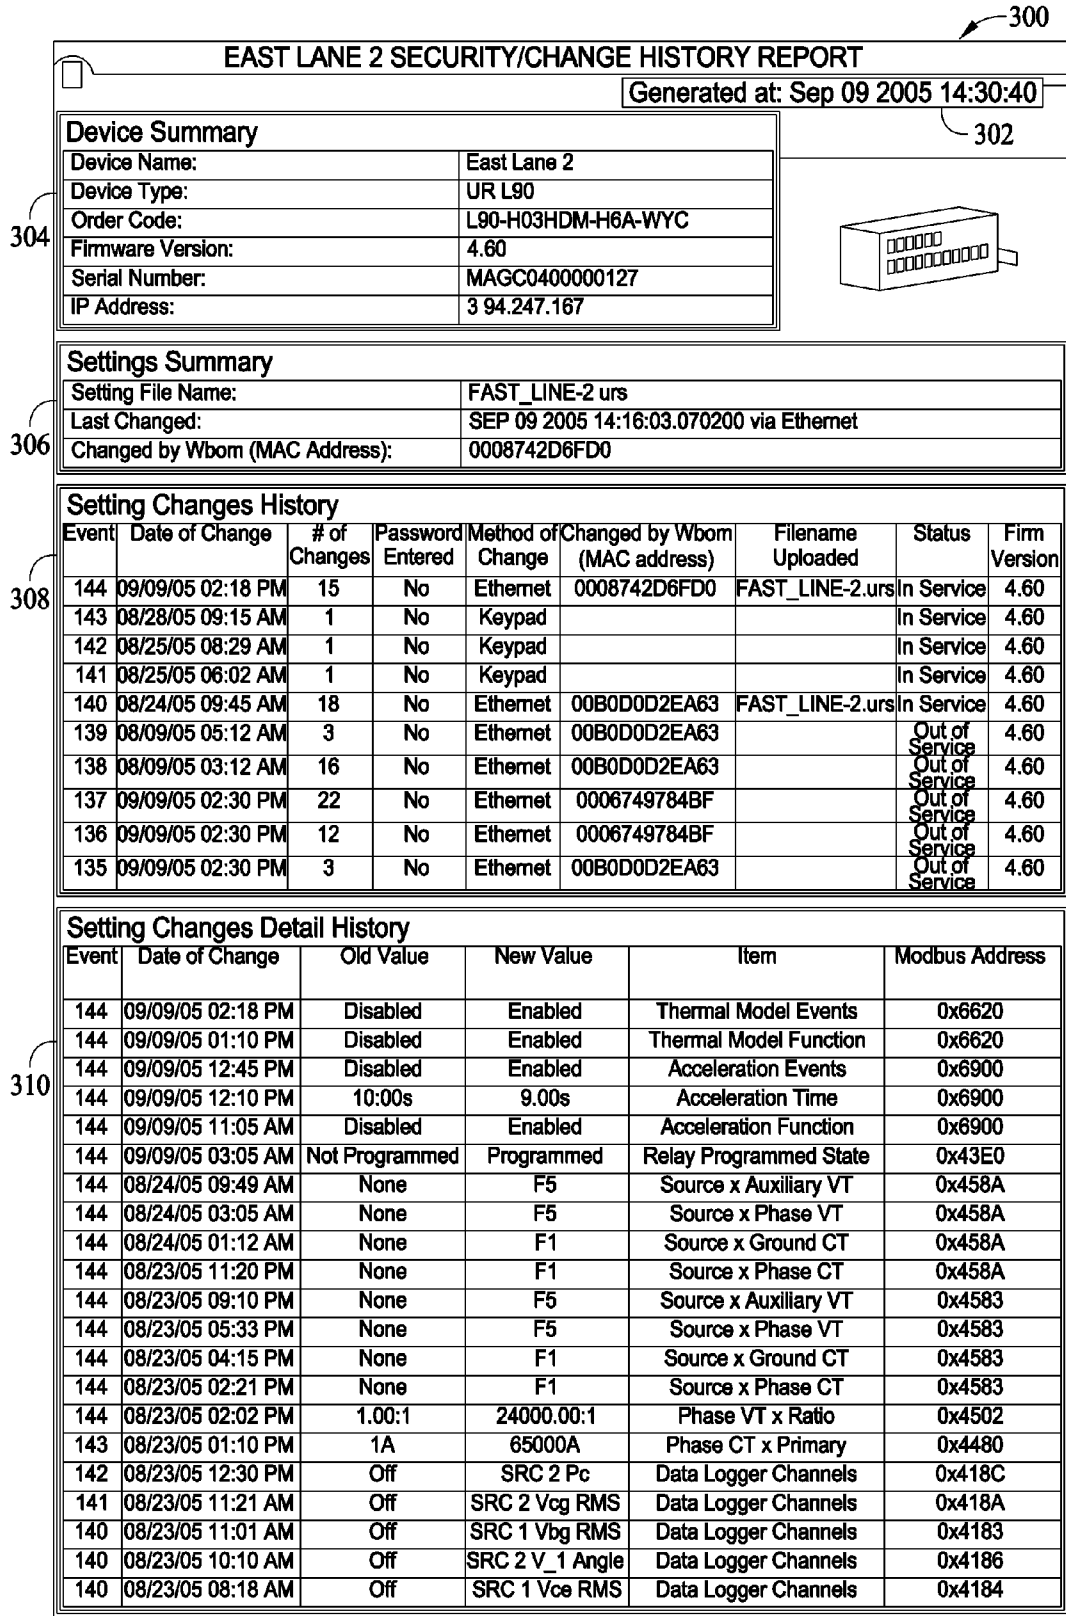 300
EAST LANE 2 SECURITY/CHANGE HISTORY REPORT
Generated at: Sep 09 2005 14:30:40
302
Device Summary
Device Name: East Lane 2
Device Type: UR L90
304
Order Code: L90-H03HDM-H6A-WYC
Firmware Version: 4.60
Serial Number: MAGC0400000127
IP Address: 3 94.247.167
Settings Summary
Setting File Name: FAST_LINE-2 urs
Last Changed: SEP 09 2005 14:16:03.070200 via Ethernet
306
Changed by Wbom (MAC Address): 0008742D6FD0
Setting Changes History
Event Date of Change # of Password Method of Changed by Wbom Filename Status Firm
Changes Entered Change (MAC address) Uploaded Version
308
144 09/09/05 02:18 PM 15 No Ethernet 0008742D6FD0 FAST_LINE-2.urs In Service 4.60
143 08/28/05 09:15 AM 1 No Keypad In Service 4.60
142 08/25/05 08:29 AM 1 No Keypad In Service 4.60
141 08/25/05 06:02 AM 1 No Keypad In Service 4.60
140 08/24/05 09:45 AM 18 No Ethernet 00B0D0D2EA63 FAST_LINE-2.urs In Service 4.60
139 08/09/05 05:12 AM 3 No Ethernet 00B0D0D2EA63 Out of Service 4.60
138 08/09/05 03:12 AM 16 No Ethernet 00B0D0D2EA63 Out of Service 4.60
137 09/09/05 02:30 PM 22 No Ethernet 0006749784BF Out of Service 4.60
136 09/09/05 02:30 PM 12 No Ethernet 0006749784BF Out of Service 4.60
135 09/09/05 02:30 PM 3 No Ethernet 00B0D0D2EA63 Out of Service 4.60
Setting Changes Detail History
Event Date of Change Old Value New Value Item Modbus Address
144 09/09/05 02:18 PM Disabled Enabled Thermal Model Events 0x6620
144 09/09/05 01:10 PM Disabled Enabled Thermal Model Function 0x6620
144 09/09/05 12:45 PM Disabled Enabled Acceleration Events 0x6900
310
144 09/09/05 12:10 PM 10:00s 9.00s Acceleration Time 0x6900
144 09/09/05 11:05 AM Disabled Enabled Acceleration Function 0x6900
144 09/09/05 03:05 AM Not Programmed Programmed Relay Programmed State 0x43E0
144 08/24/05 09:49 AM None F5 Source x Auxiliary VT 0x458A
144 08/24/05 03:05 AM None F5 Source x Phase VT 0x458A
144 08/24/05 01:12 AM None F1 Source x Ground CT 0x458A
144 08/23/05 11:20 PM None F1 Source x Phase CT 0x458A
144 08/23/05 09:10 PM None F5 Source x Auxiliary VT 0x4583
144 08/23/05 05:33 PM None F5 Source x Phase VT 0x4583
144 08/23/05 04:15 PM None F1 Source x Ground CT 0x4583
144 08/23/05 02:21 PM None F1 Source x Phase CT 0x4583
144 08/23/05 02:02 PM 1.00:1 24000.00:1 Phase VT x Ratio 0x4502
143 08/23/05 01:10 PM 1A 65000A Phase CT x Primary 0x4480
142 08/23/05 12:30 PM Off SRC 2 Pc Data Logger Channels 0x418C
141 08/23/05 11:21 AM Off SRC 2 Vcg RMS Data Logger Channels 0x418A
140 08/23/05 11:01 AM Off SRC 1 Vbg RMS Data Logger Channels 0x4183
140 08/23/05 10:10 AM Off SRC 2 V_1 Angle Data Logger Channels 0x4186
140 08/23/05 08:18 AM Off SRC 1 Vce RMS Data Logger Channels 0x4184